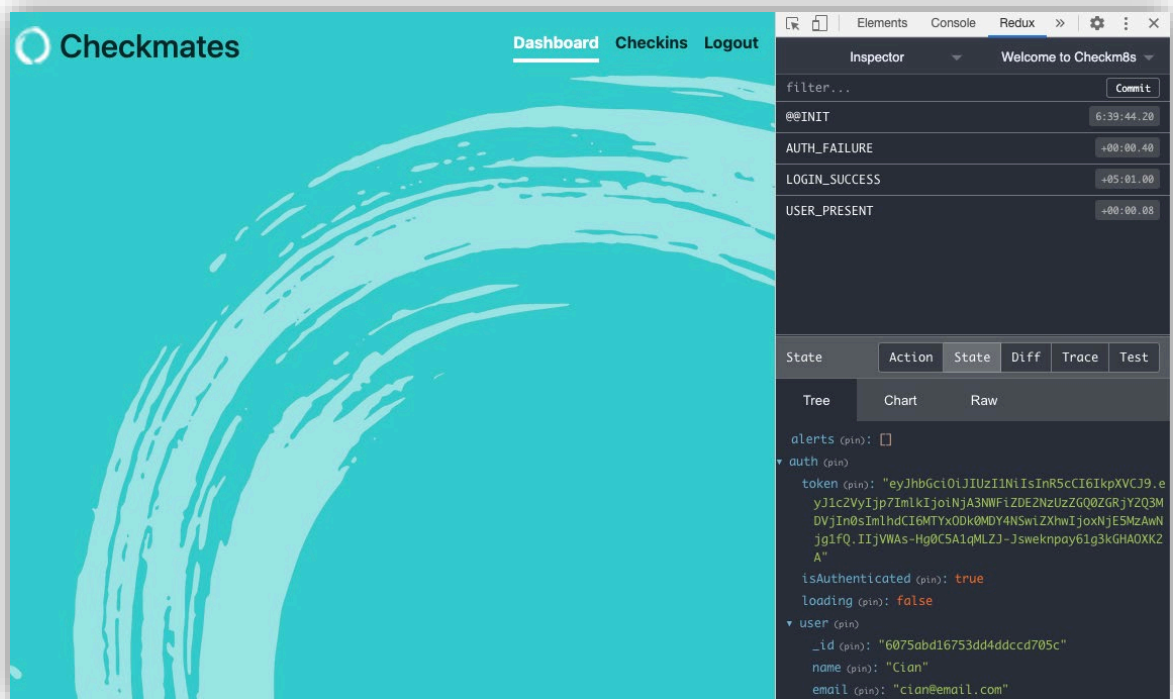 Checkmates
Dashboard Checkins Logout
Elements Console Redux »
Inspector Welcome to Checkm8s
filter... Commit
@@INIT 6:39:44.20
AUTH_FAILURE +00:00.40
LOGIN_SUCCESS +05:01.00
USER_PRESENT +00:00.08
State Action State Diff Trace Test
Tree Chart Raw
alerts (pin): []
auth (pin)
token (pin): "eyJhbGciOiJIUzI1NiIsInR5cCI6IkpXVCJ9.e
yJ1c2VyIjp7ImlkIjoiNjA3NWFiZDE2NzUzZGQ0ZGRjY2Q3M
DVjIn0sImlhdCI6MTYxODk0MDY4NSwiZXhwIjoxNjE5MzAwN
jg1fQ.IIjVWAs-Hg0C5A1qMLZJ-Jsweknpay61g3kGHAOXKZ
A"
isAuthenticated (pin): true
loading (pin): false
user (pin)
_id (pin): "6075abd16753dd4ddccd705c"
name (pin): "Cian"
email (pin): "cian@email.com"